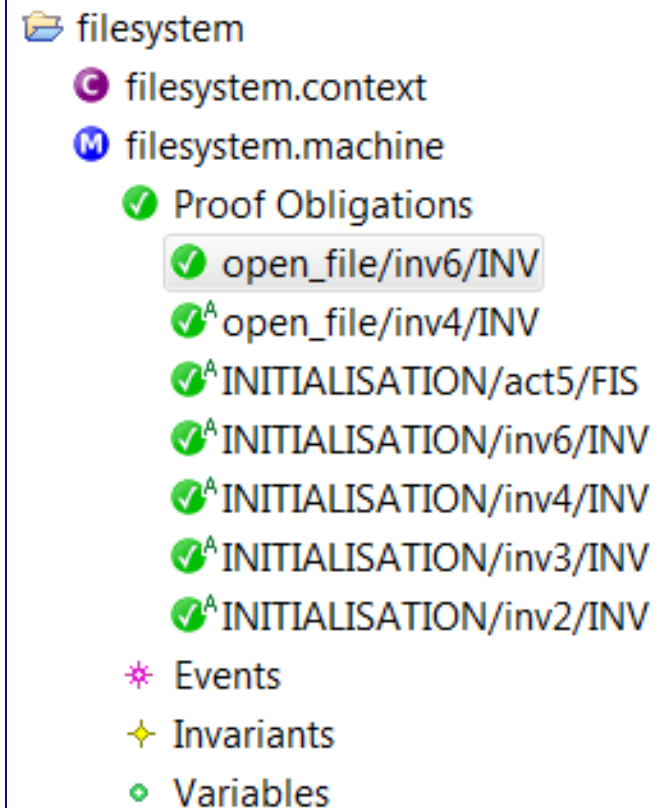 filesystem
C filesystem.context
M filesystem.machine
Proof Obligations
open_file/inv6/INV
A open_file/inv4/INV
A INITIALISATION/act5/FIS
A INITIALISATION/inv6/INV
A INITIALISATION/inv4/INV
A INITIALISATION/inv3/INV
A INITIALISATION/inv2/INV
Events
Invariants
Variables